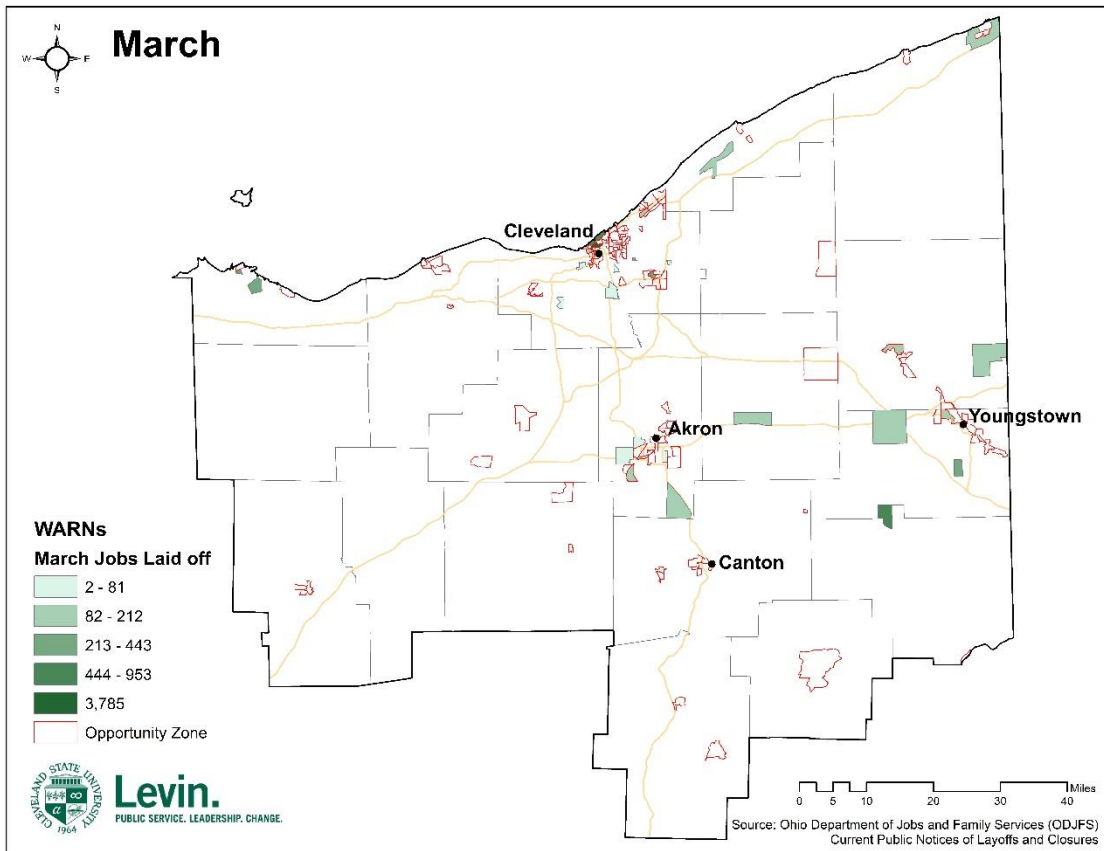 March
N
W E
S
Cleveland
Akron
Youngstown
Canton
WARNs
March Jobs Laid off
2 - 81
82 - 212
213 - 443
444 - 953
3,785
Opportunity Zone
CLEVELAND STATE UNIVERSITY
1964
Levin.
PUBLIC SERVICE. LEADERSHIP. CHANGE.
Miles
0 5 10 20 30 40
Source: Ohio Department of Jobs and Family Services (ODJFS)
Current Public Notices of Layoffs and Closures